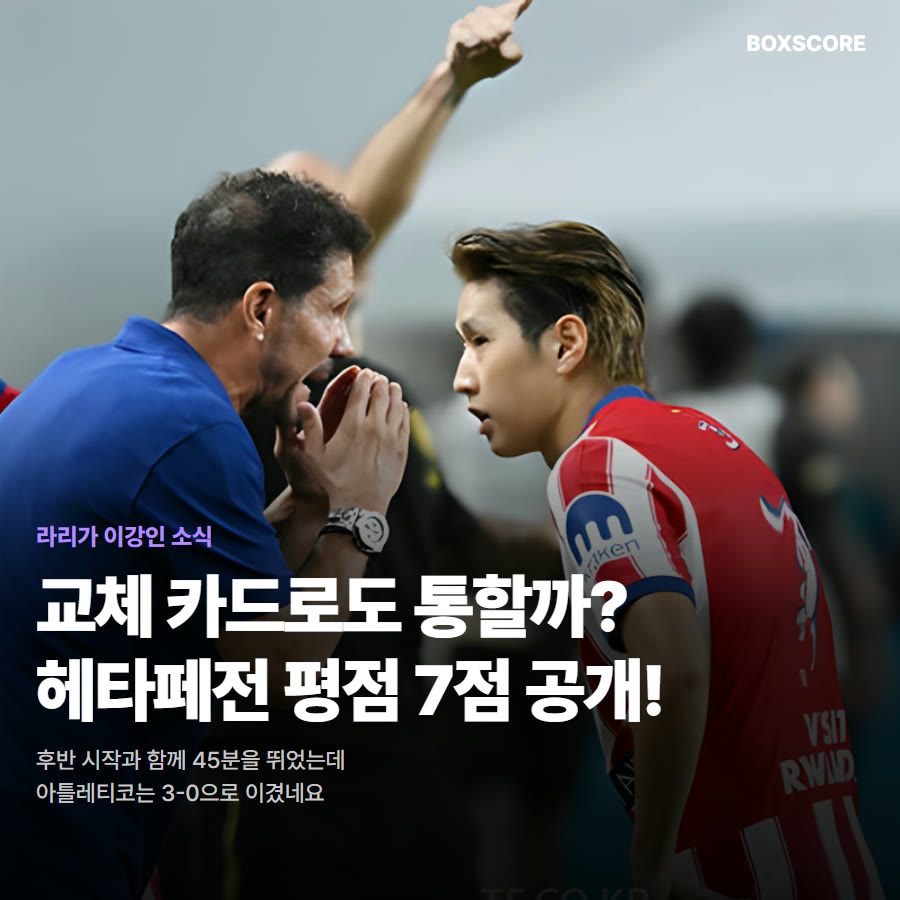 BOXSCORE
라리가 이강인 소식
교체 카드로도 통할까?
헤타페전 평점 7점 공개!
후반 시작과 함께 45분을 뛰었는데
아틀레티코는 3-0으로 이겼네요
VISIT
RWANDA